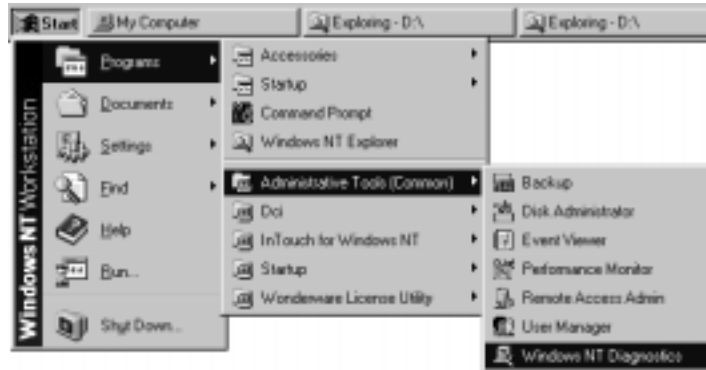 Start My Computer Exploring - D:\ Exploring - D:\
Windows NT Workstation
Programs
Documents
Settings
Find
Help
Run...
Shut Down...
Accessories
Startup
Command Prompt
Windows NT Explorer
Administrative Tools (Common)
Dci
InTouch for Windows NT
Startup
Wonderware License Utility
Backup
Disk Administrator
Event Viewer
Performance Monitor
Remote Access Admin
User Manager
Windows NT Diagnostics